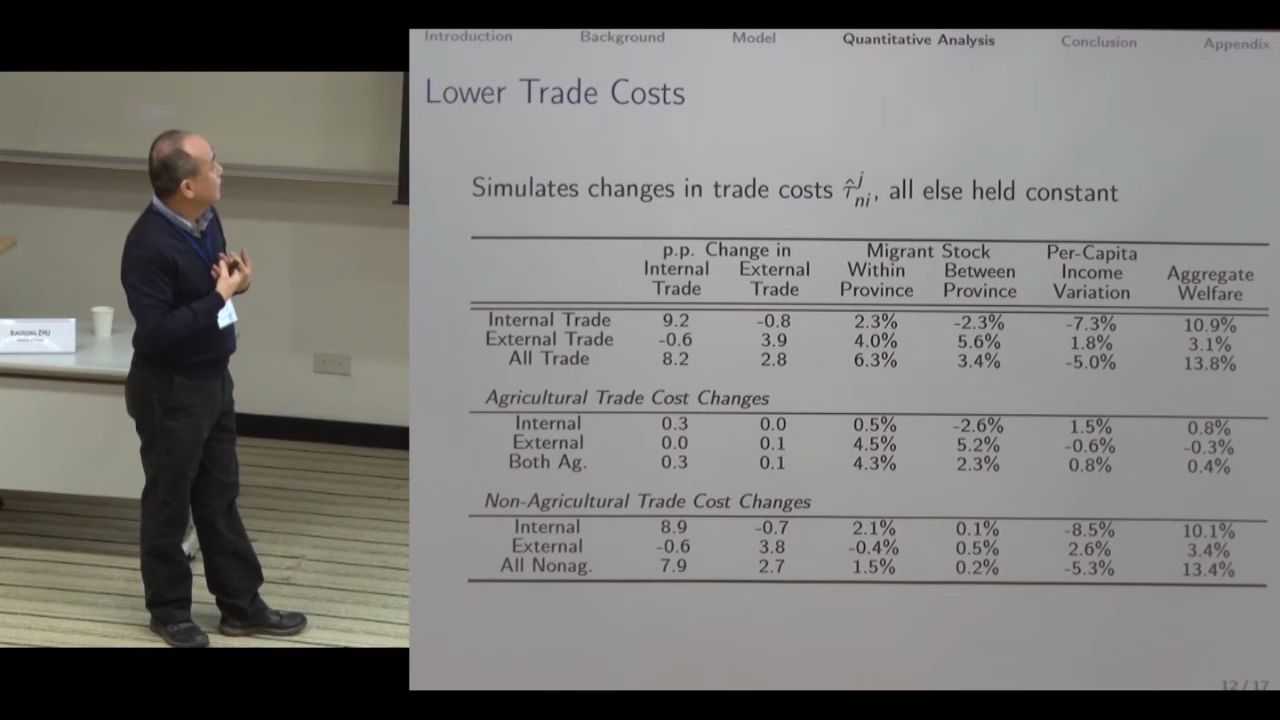 Introduction Background Model Quantitative Analysis Conclusion Appendix
Lower Trade Costs
Simulates changes in trade costs τ̂ʲₙᵢ, all else held constant
p.p. Change in Migrant Stock Per-Capita
Internal External Within Between Income Aggregate
Trade Trade Province Province Variation Welfare
Internal Trade 9.2 -0.8 2.3% -2.3% -7.3% 10.9%
External Trade -0.6 3.9 4.0% 5.6% 1.8% 3.1%
All Trade 8.2 2.8 6.3% 3.4% -5.0% 13.8%
Agricultural Trade Cost Changes
Internal 0.3 0.0 0.5% -2.6% 1.5% 0.8%
External 0.0 0.1 4.5% 5.2% -0.6% -0.3%
Both Ag. 0.3 0.1 4.3% 2.3% 0.8% 0.4%
Non-Agricultural Trade Cost Changes
Internal 8.9 -0.7 2.1% 0.1% -8.5% 10.1%
External -0.6 3.8 -0.4% 0.5% 2.6% 3.4%
All Nonag. 7.9 2.7 1.5% 0.2% -5.3% 13.4%
12 / 17
XIAODONG ZHU